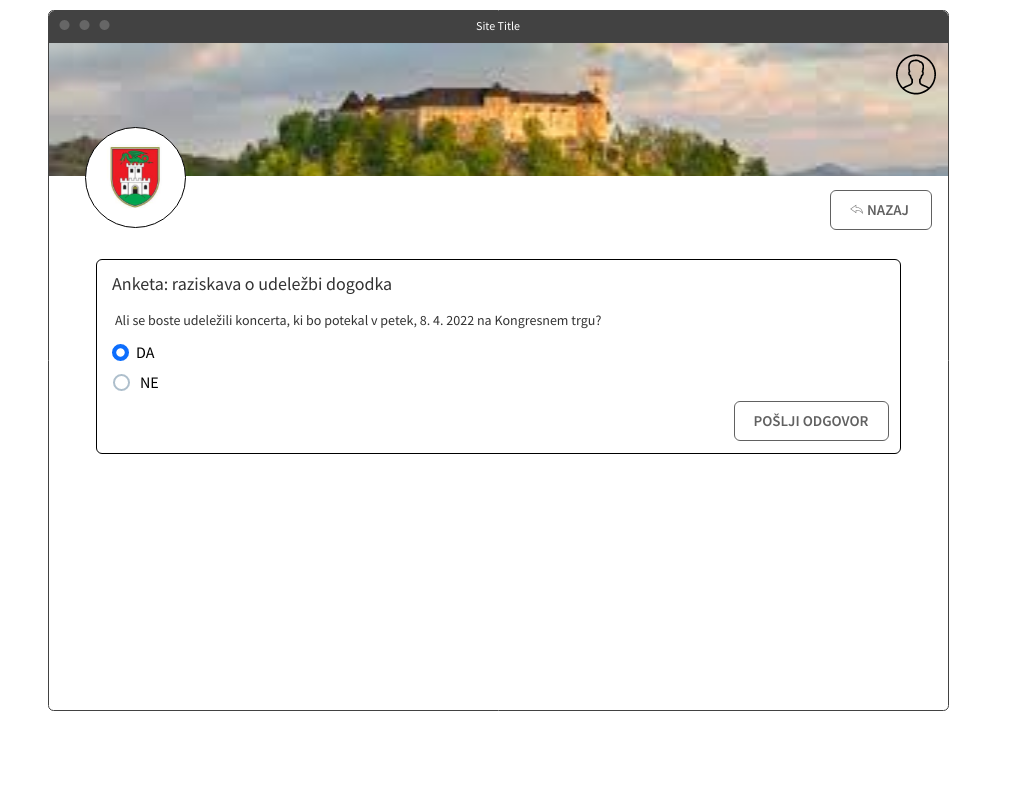 Site Title
NAZAJ
Anketa: raziskava o udeležbi dogodka
Ali se boste udeležili koncerta, ki bo potekal v petek, 8. 4. 2022 na Kongresnem trgu?
DA
NE
POŠLJI ODGOVOR